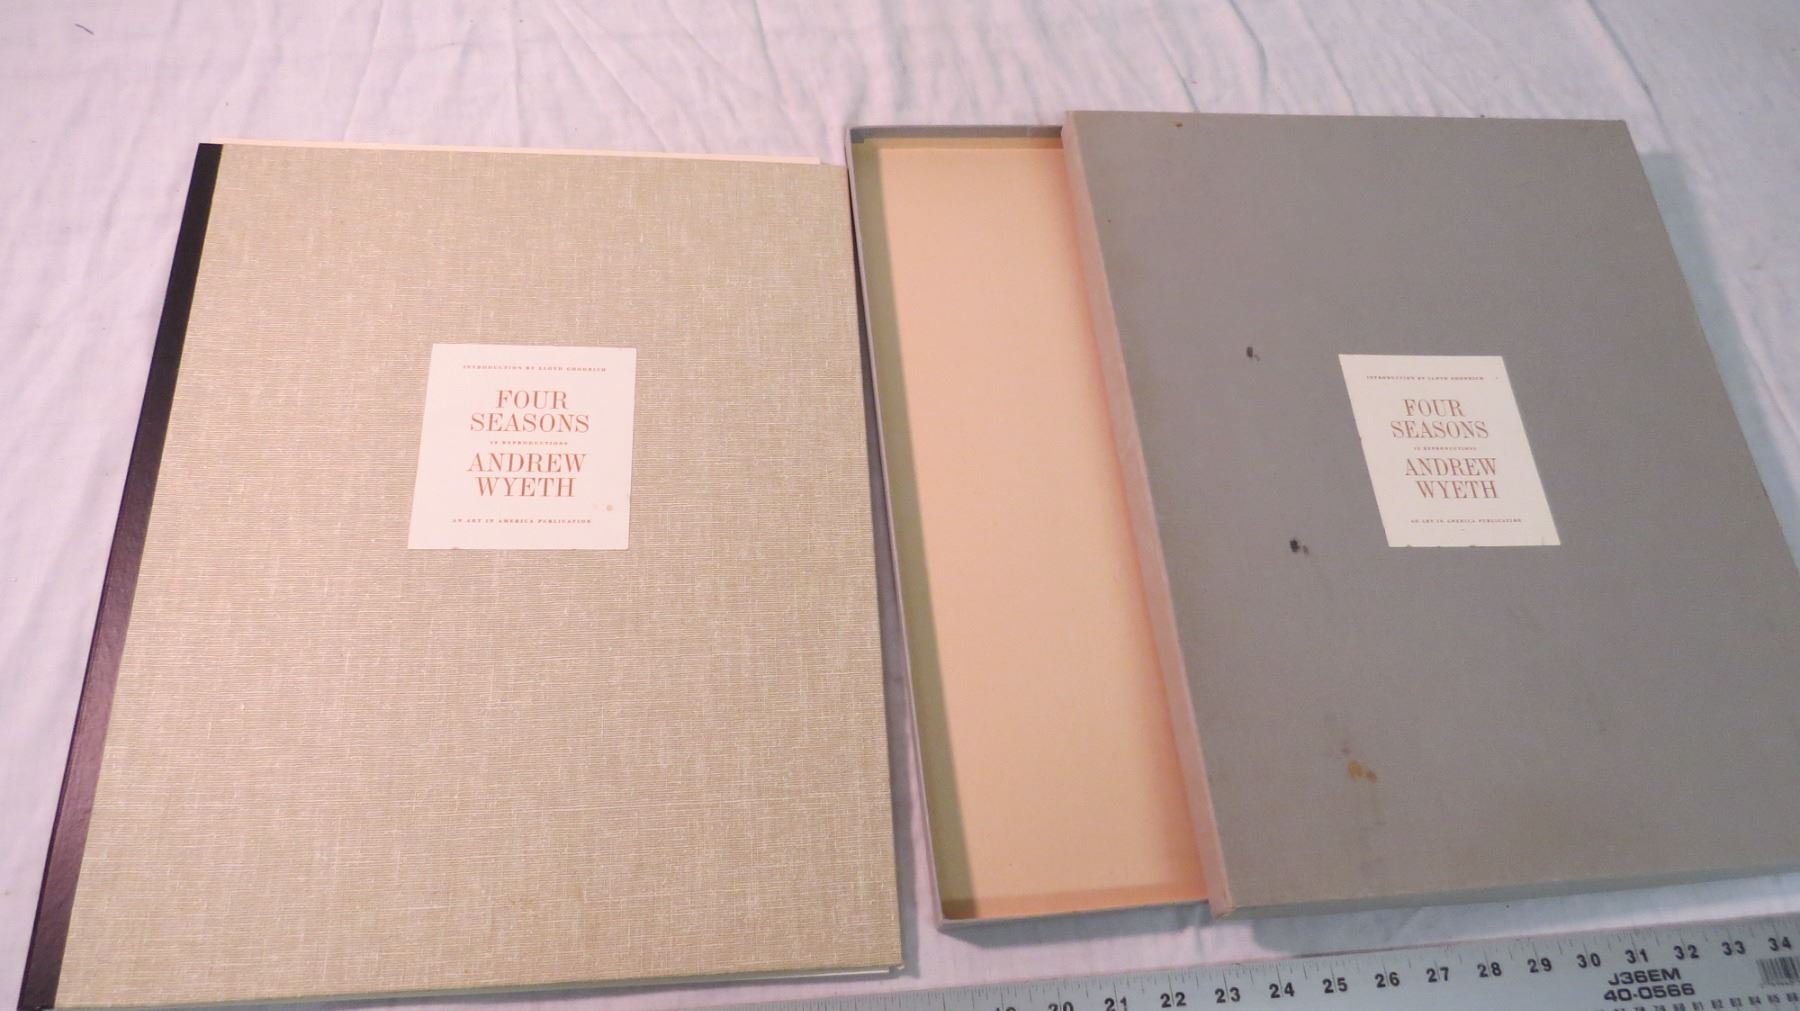 INTRODUCTION BY LLOYD GOODRICH
FOUR
SEASONS
12 REPRODUCTIONS
ANDREW
WYETH
AN ART IN AMERICA PUBLICATION
INTRODUCTION BY LLOYD GOODRICH
FOUR
SEASONS
12 REPRODUCTIONS
ANDREW
WYETH
AN ART IN AMERICA PUBLICATION
20 21 22 23 24 25 26 27 28 29 30 31 32 33 34
J36EM
40-0566